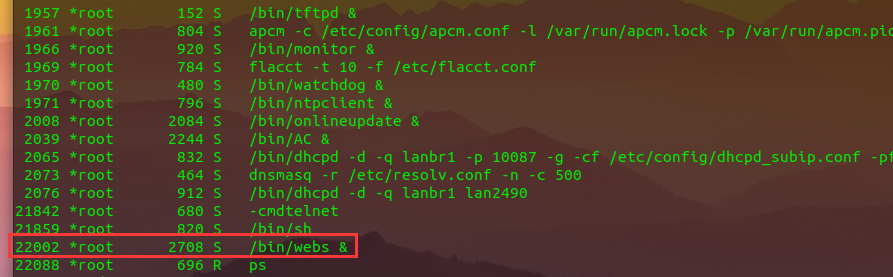 1957 *root 152 S /bin/tftpd &
1961 *root 804 S apcm -c /etc/config/apcm.conf -l /var/run/apcm.lock -p /var/run/apcm.pid
1966 *root 920 S /bin/monitor &
1969 *root 784 S flacct -t 10 -f /etc/flacct.conf
1970 *root 480 S /bin/watchdog &
1971 *root 796 S /bin/ntpclient &
2008 *root 2084 S /bin/onlineupdate &
2039 *root 2244 S /bin/AC &
2065 *root 832 S /bin/dhcpd -d -q lanbr1 -p 10087 -g -cf /etc/config/dhcpd_subip.conf -pf
2073 *root 464 S dnsmasq -r /etc/resolv.conf -n -c 500
2076 *root 912 S /bin/dhcpd -d -q lanbr1 lan2490
21842 *root 680 S -cmdtelnet
21859 *root 820 S /bin/sh
22002 *root 2708 S /bin/webs &
22088 *root 696 R ps